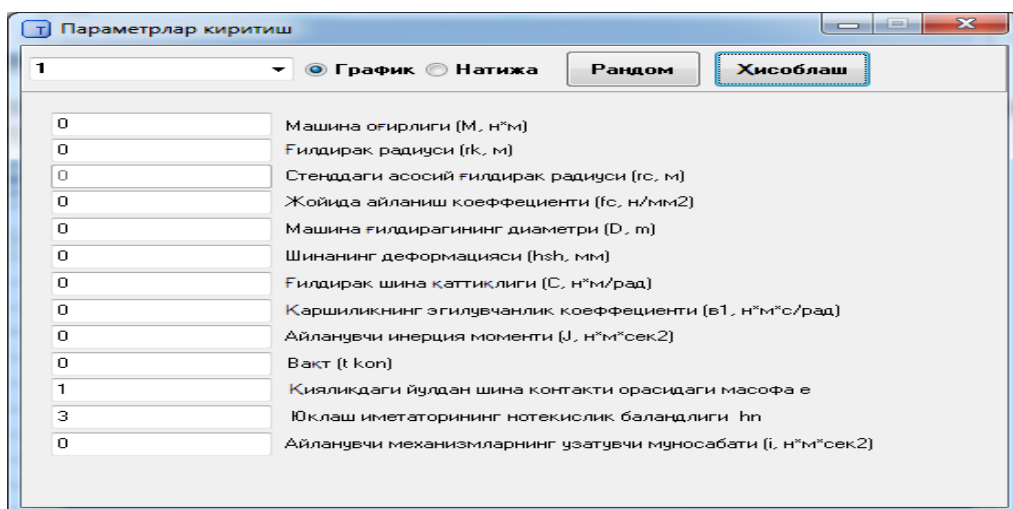 T Параметрлар киритиш
1 График Натижа Рандом Ҳисоблаш
0 Машина оғирлиги (M, н*м)
0 Ғилдирак радиуси (rk, м)
0 Стенддаги асосий ғилдирак радиуси (rc, м)
0 Жойида айланиш коеффециенти (fc, н/мм2)
0 Машина ғилдирагининг диаметри (D, m)
0 Шинанинг деформацияси (hsh, мм)
0 Ғилдирак шина қаттиқлиги (C, н*м/рад)
0 Қаршиликнинг эгилувчанлик коеффециенти (в1, н*м*с/рад)
0 Айланувчи инерция моменти (J, н*м*сек2)
0 Вақт (t kon)
1 Қияликдаги йулдан шина контакти орасидаги масофа е
3 Юклаш иметаторининг нотекислик баландлиги hn
0 Айланувчи механизмларнинг узатувчи муносабати (i, н*м*сек2)